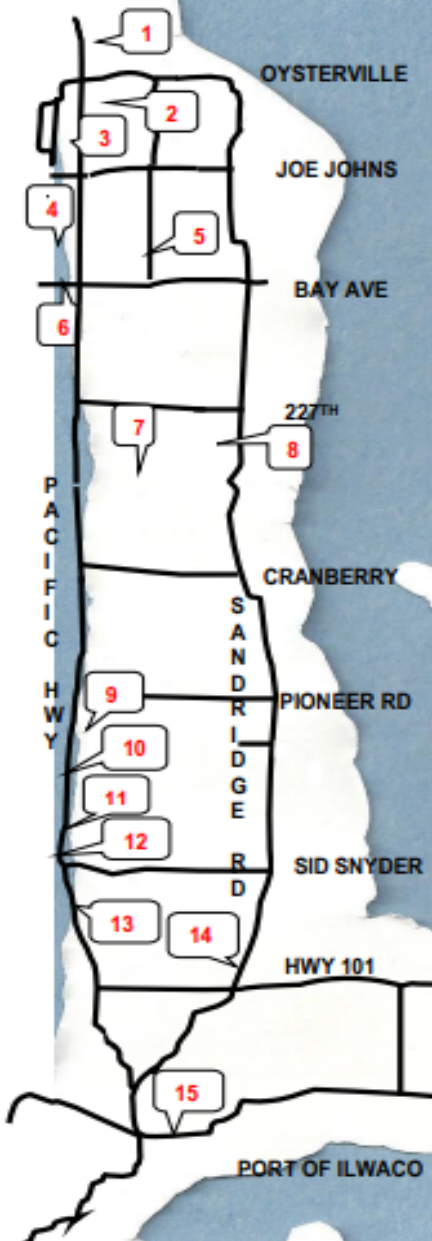 1
OYSTERVILLE
2
3
JOE JOHNS
4
5
BAY AVE
6
227TH
7
8
PACIFIC HWY
CRANBERRY
SANDRIDGE RD
9
PIONEER RD
10
11
12
SID SNYDER
13
14
HWY 101
15
PORT OF ILWACO